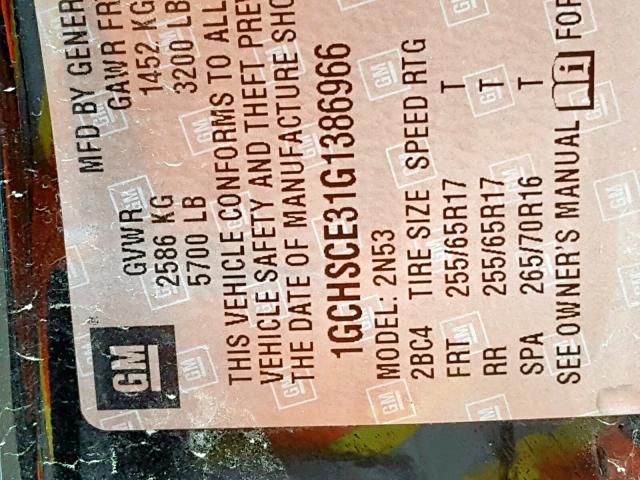 GM
MFD BY GENER
GVWR GAWR FR
2586 KG 1452 KG
5700 LB 3200 LB
THIS VEHICLE CONFORMS TO ALL
VEHICLE SAFETY AND THEFT PREV
THE DATE OF MANUFACTURE SHO
1GCHSCE31G1386966
MODEL: 2N53
2BC4 TIRE SIZE SPEED RTG
FRT 255/65R17 T
RR 255/65R17 T
SPA 265/70R16 T
SEE OWNER'S MANUAL i FOR